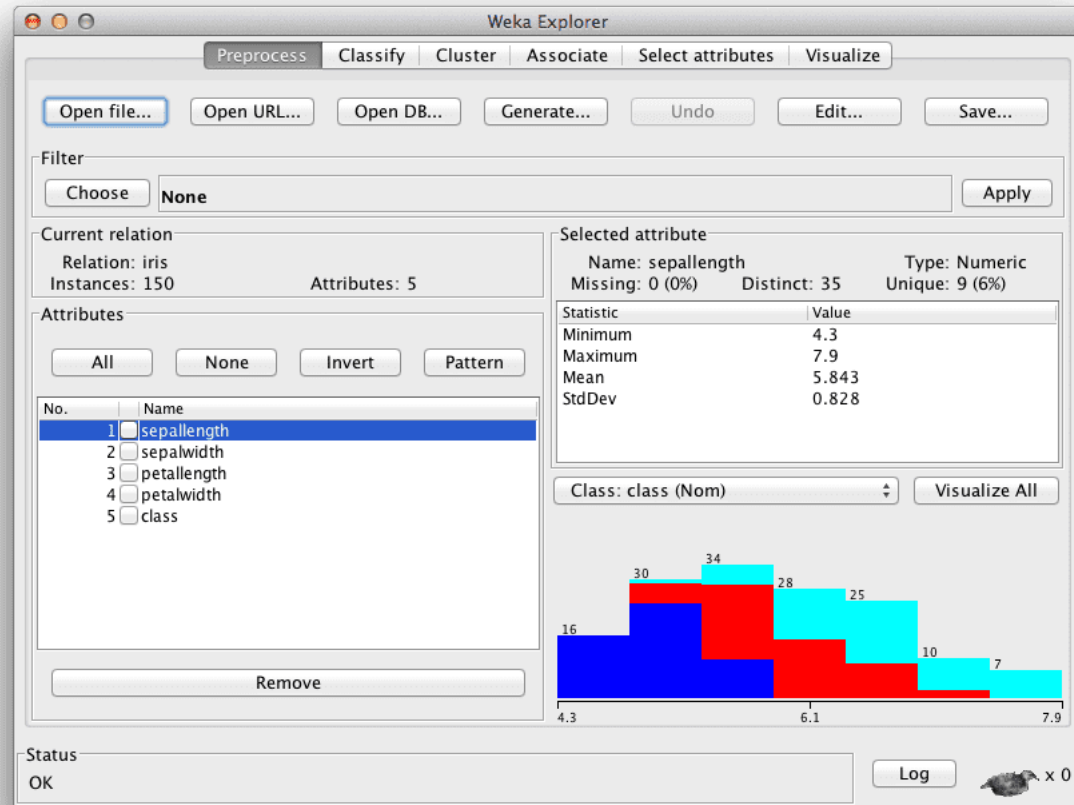 Weka Explorer
Preprocess Classify Cluster Associate Select attributes Visualize
Open file... Open URL... Open DB... Generate... Undo Edit... Save...
Filter
Choose None Apply
Current relation
Relation: iris
Instances: 150 Attributes: 5
Selected attribute
Name: sepallength Type: Numeric
Missing: 0 (0%) Distinct: 35 Unique: 9 (6%)
Statistic Value
Minimum 4.3
Maximum 7.9
Mean 5.843
StdDev 0.828
Attributes
All None Invert Pattern
No. Name
1 sepallength
2 sepalwidth
3 petallength
4 petalwidth
5 class
Remove
Class: class (Nom) Visualize All
16 30 34 28 25 10 7
4.3 6.1 7.9
Status
OK
Log x 0